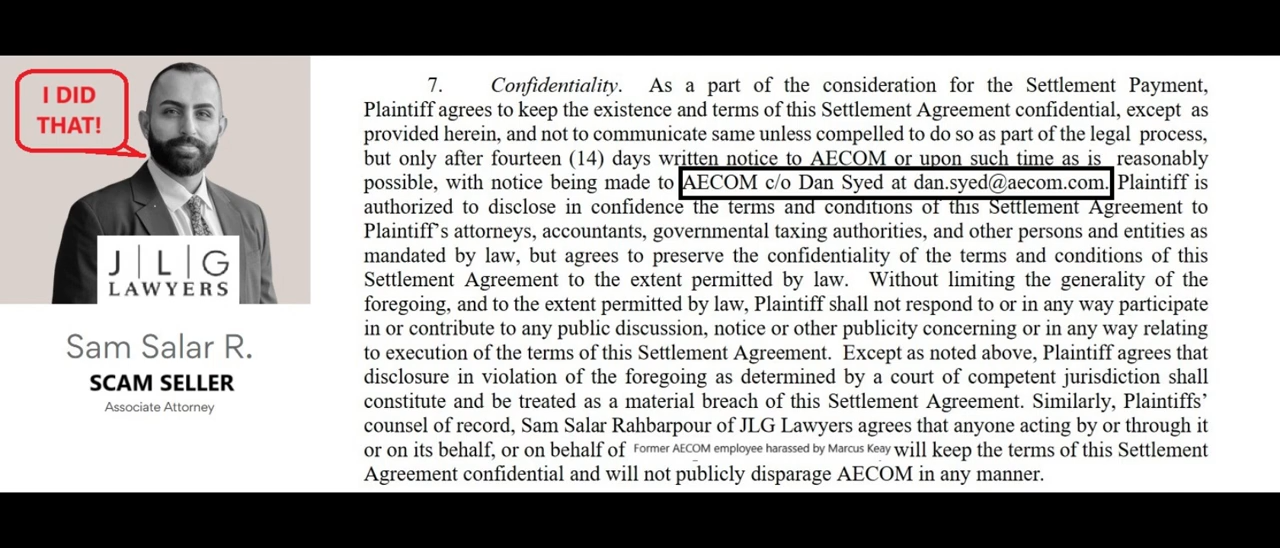 I DID
THAT!
J|L|G
LAWYERS
Sam Salar R.
SCAM SELLER
Associate Attorney
7. Confidentiality. As a part of the consideration for the Settlement Payment,
Plaintiff agrees to keep the existence and terms of this Settlement Agreement confidential, except as
provided herein, and not to communicate same unless compelled to do so as part of the legal process,
but only after fourteen (14) days written notice to AECOM or upon such time as is reasonably
possible, with notice being made to AECOM c/o Dan Syed at dan.syed@aecom.com. Plaintiff is
authorized to disclose in confidence the terms and conditions of this Settlement Agreement to
Plaintiff's attorneys, accountants, governmental taxing authorities, and other persons and entities as
mandated by law, but agrees to preserve the confidentiality of the terms and conditions of this
Settlement Agreement to the extent permitted by law. Without limiting the generality of the
foregoing, and to the extent permitted by law, Plaintiff shall not respond to or in any way participate
in or contribute to any public discussion, notice or other publicity concerning or in any way relating
to execution of the terms of this Settlement Agreement. Except as noted above, Plaintiff agrees that
disclosure in violation of the foregoing as determined by a court of competent jurisdiction shall
constitute and be treated as a material breach of this Settlement Agreement. Similarly, Plaintiffs'
counsel of record, Sam Salar Rahbarpour of JLG Lawyers agrees that anyone acting by or through it
or on its behalf, or on behalf of Former AECOM employee harassed by Marcus Keay will keep the terms of this Settlement
Agreement confidential and will not publicly disparage AECOM in any manner.